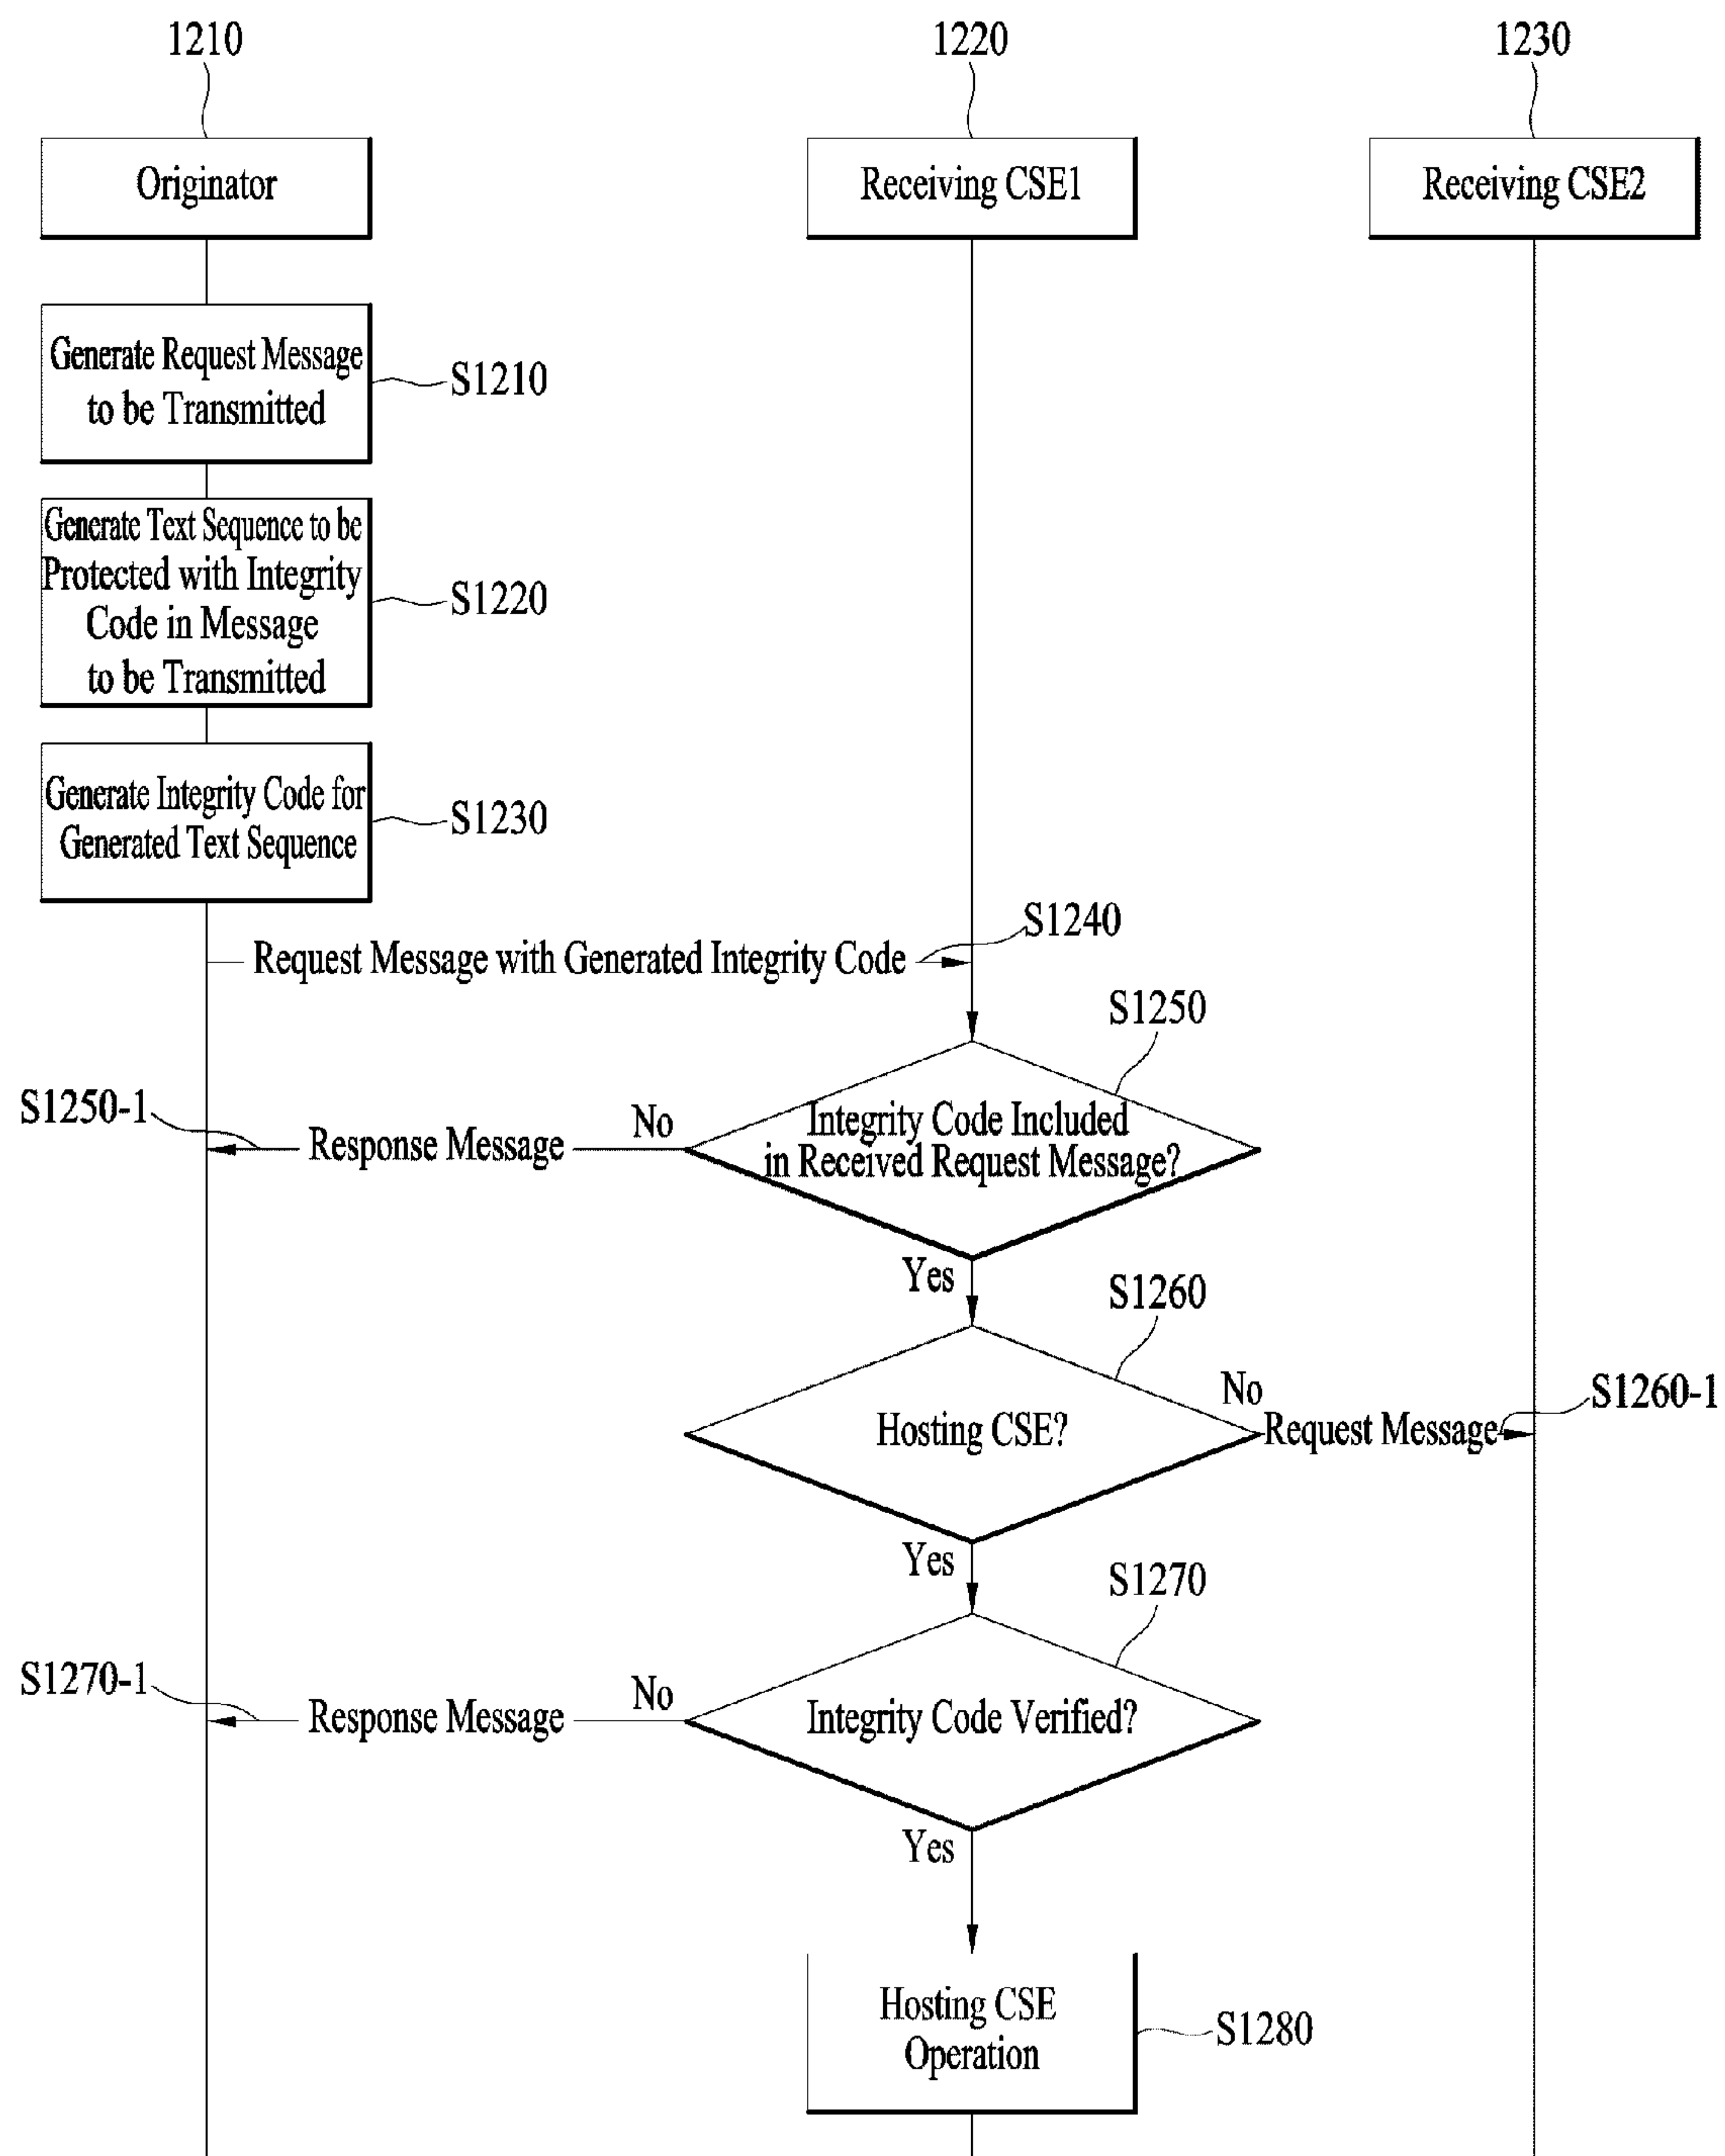 1210
1220
1230
Originator
Receiving CSE1
Receiving CSE2
Generate Request Message
to be Transmitted
S1210
Generate Text Sequence to be
Protected with Integrity
Code in Message
to be Transmitted
S1220
Generate Integrity Code for
Generated Text Sequence
S1230
S1240
Request Message with Generated Integrity Code
S1250
S1250-1
Response Message
No
Integrity Code Included
in Received Request Message?
Yes
S1260
No
S1260-1
Hosting CSE?
Request Message
Yes
S1270
S1270-1
Response Message
No
Integrity Code Verified?
Yes
Hosting CSE
Operation
S1280